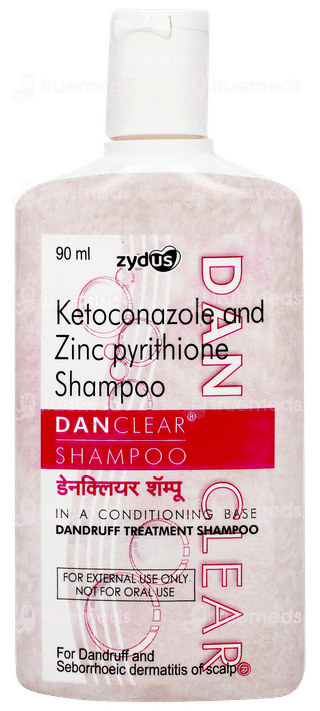 90 ml
zydus
Ketoconazole and
Zinc pyrithione
Shampoo
DANCLEAR®
SHAMPOO
डेनक्लियर शॅम्पू
IN A CONDITIONING BASE
DANDRUFF TREATMENT SHAMPOO
FOR EXTERNAL USE ONLY
NOT FOR ORAL USE
For Dandruff and
Seborrhoeic dermatitis of scalp
DAN CLEAR®
truemeds